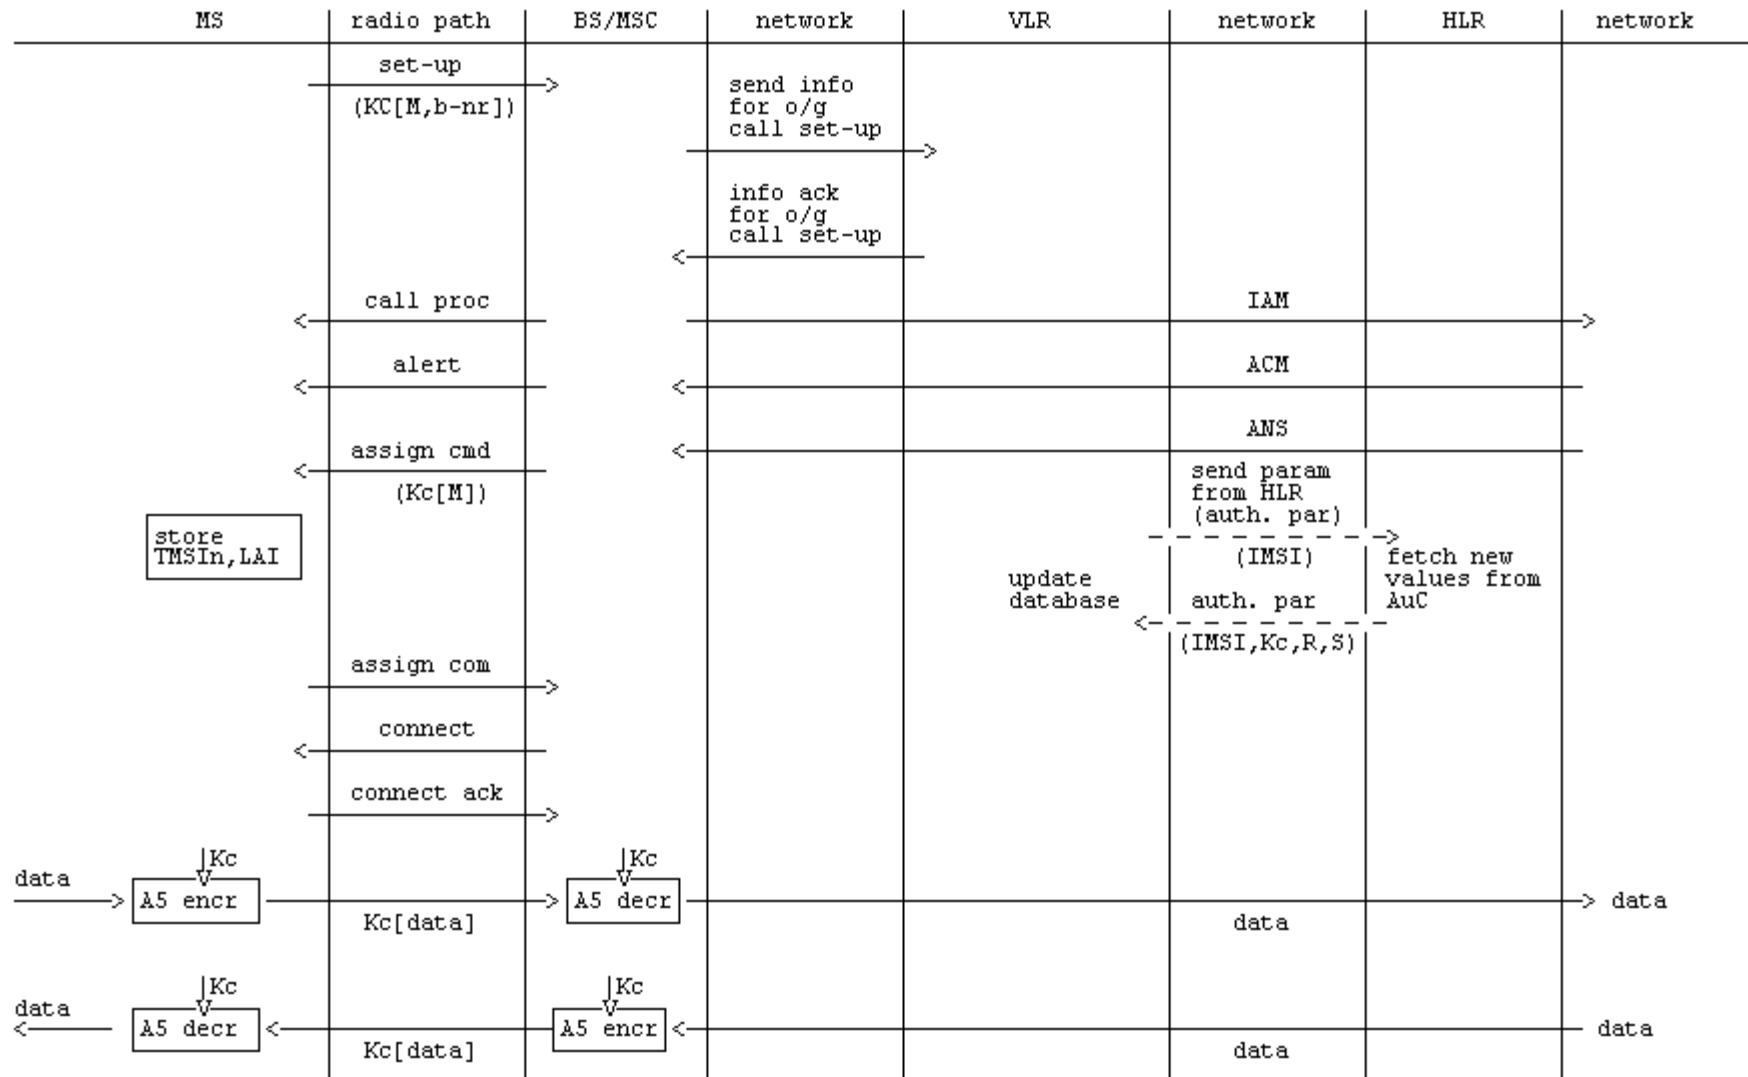 MS radio path BS/MSC network VLR network HLR network
set-up
(KC[M,b-nr])
send info
for o/g
call set-up
info ack
for o/g
call set-up
call proc
IAM
alert
ACM
ANS
assign cmd
(Kc[M])
send param
from HLR
(auth. par)
(IMSI)
store
TMSIn,LAI
fetch new
values from
AuC
update
database
auth. par
(IMSI,Kc,R,S)
assign com
connect
connect ack
Kc
Kc
data
A5 encr
A5 decr
data
Kc[data]
data
Kc
Kc
data
A5 decr
A5 encr
data
Kc[data]
data